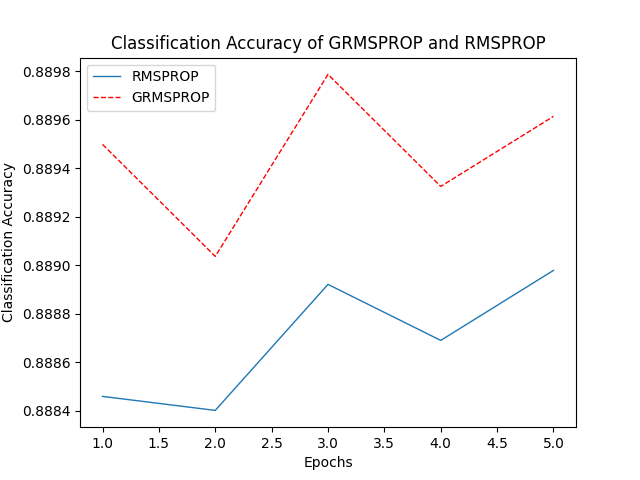 Classification Accuracy of GRMSPROP and RMSPROP
RMSPROP
GRMSPROP
Classification Accuracy
0.8898
0.8896
0.8894
0.8892
0.8890
0.8888
0.8886
0.8884
1.0 1.5 2.0 2.5 3.0 3.5 4.0 4.5 5.0
Epochs